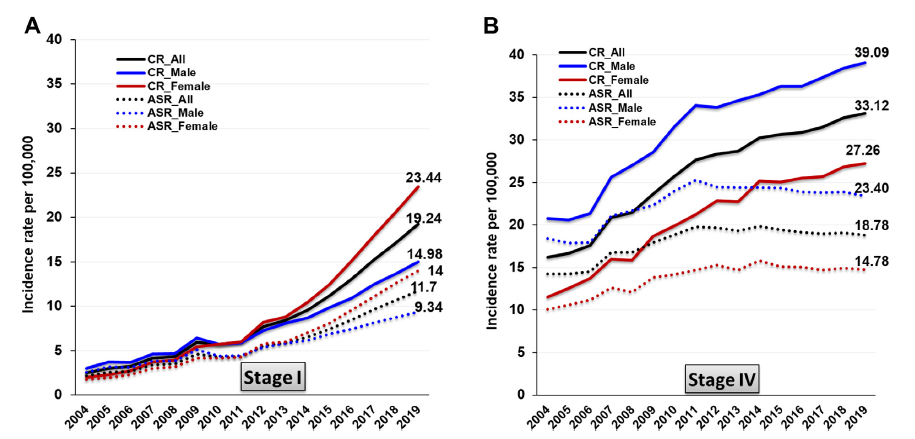 A
Incidence rate per 100,000
40
35
30
25
20
15
10
5
0
CR_All
CR_Male
CR_Female
ASR_All
ASR_Male
ASR_Female
23.44
19.24
14.98
14
11.7
9.34
Stage I
2004 2005 2006 2007 2008 2009 2010 2011 2012 2013 2014 2015 2016 2017 2018 2019
B
Incidence rate per 100,000
40
35
30
25
20
15
10
5
0
CR_All
CR_Male
CR_Female
ASR_All
ASR_Male
ASR_Female
39.09
33.12
27.26
23.40
18.78
14.78
Stage IV
2004 2005 2006 2007 2008 2009 2010 2011 2012 2013 2014 2015 2016 2017 2018 2019